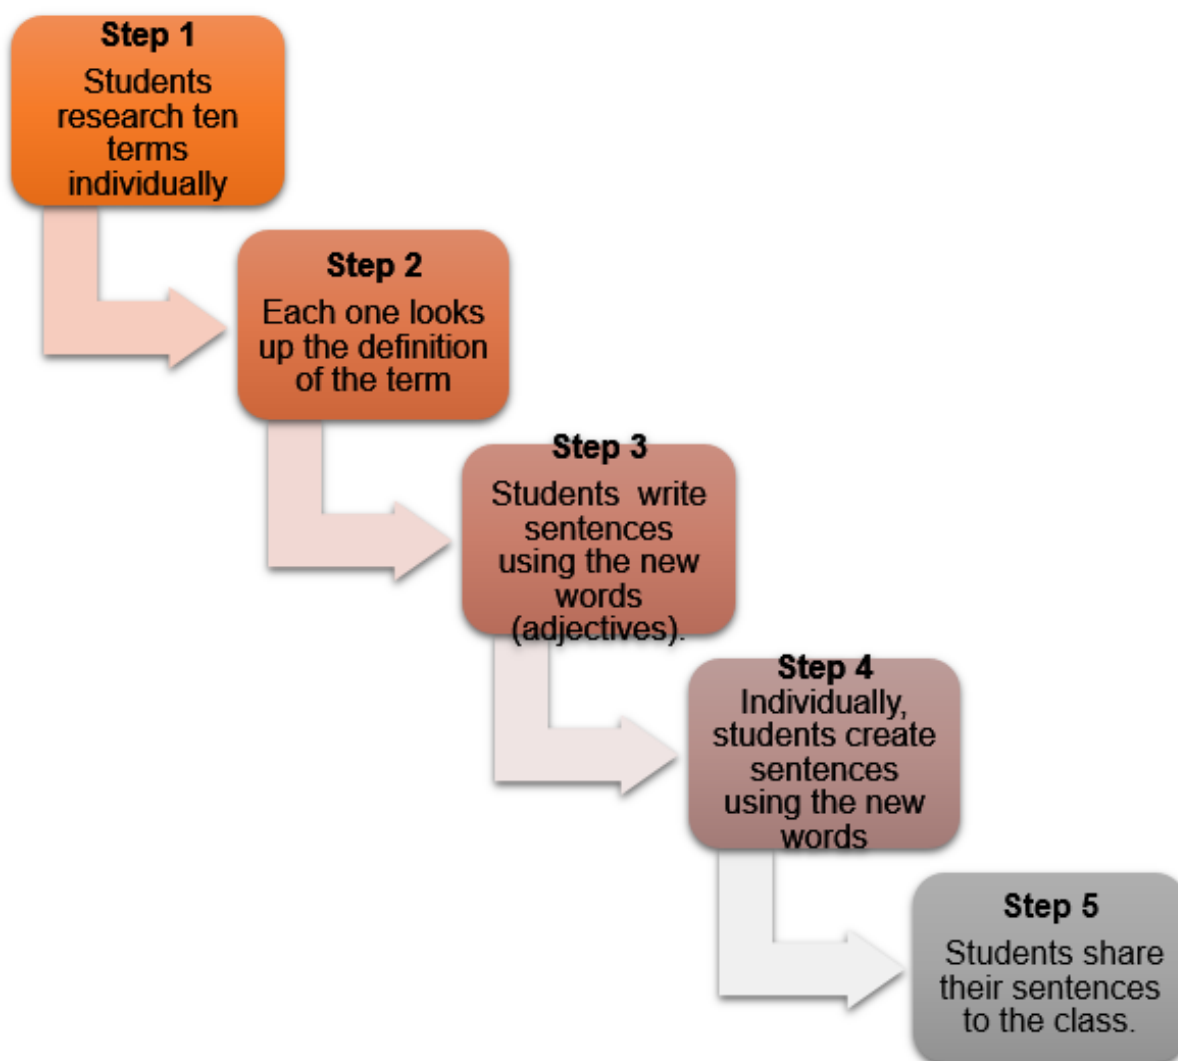 Step 1
Students
research ten
terms
individually
Step 2
Each one looks
up the definition
of the term
Step 3
Students  write
sentences
using the new
words
(adjectives).
Step 4
Individually,
students create
sentences
using the new
words
Step 5
Students share
their sentences
to the class.